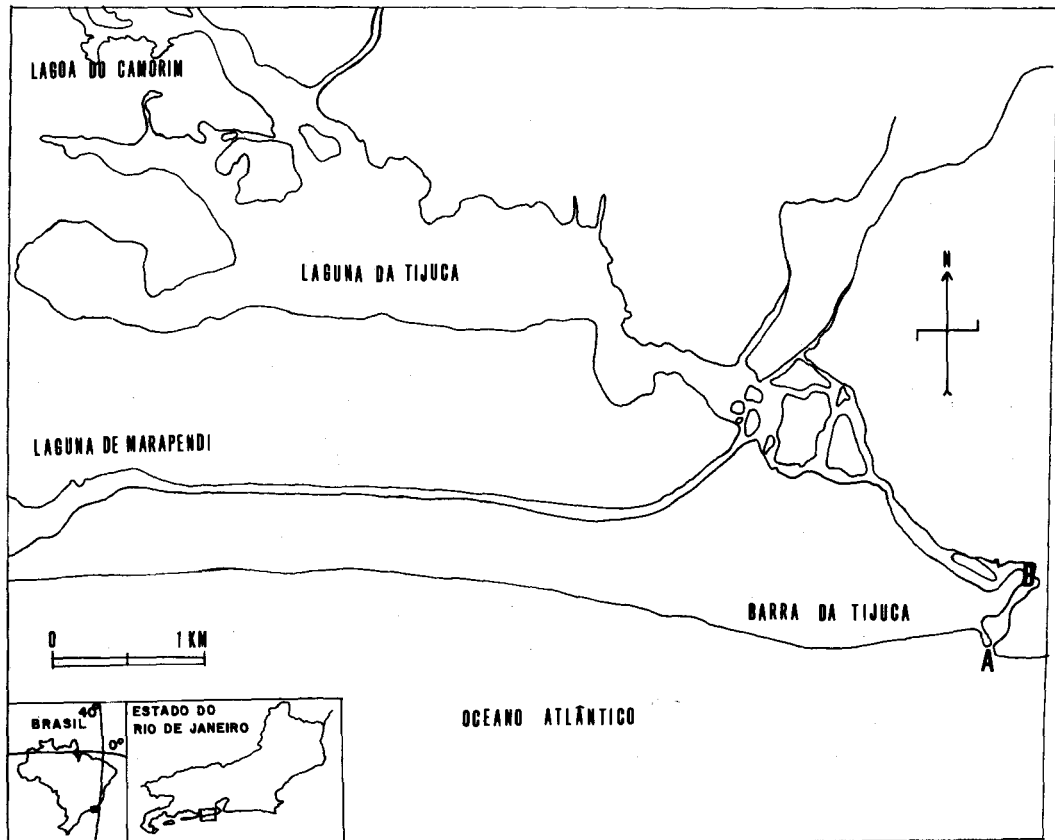 LAGOA DO CAMORIM
LAGUNA DA TIJUCA
N
LAGUNA DE MARAPENDI
B
BARRA DA TIJUCA
0 1 KM
A
OCEANO ATLÂNTICO
BRASIL 40°
0°
ESTADO DO
RIO DE JANEIRO